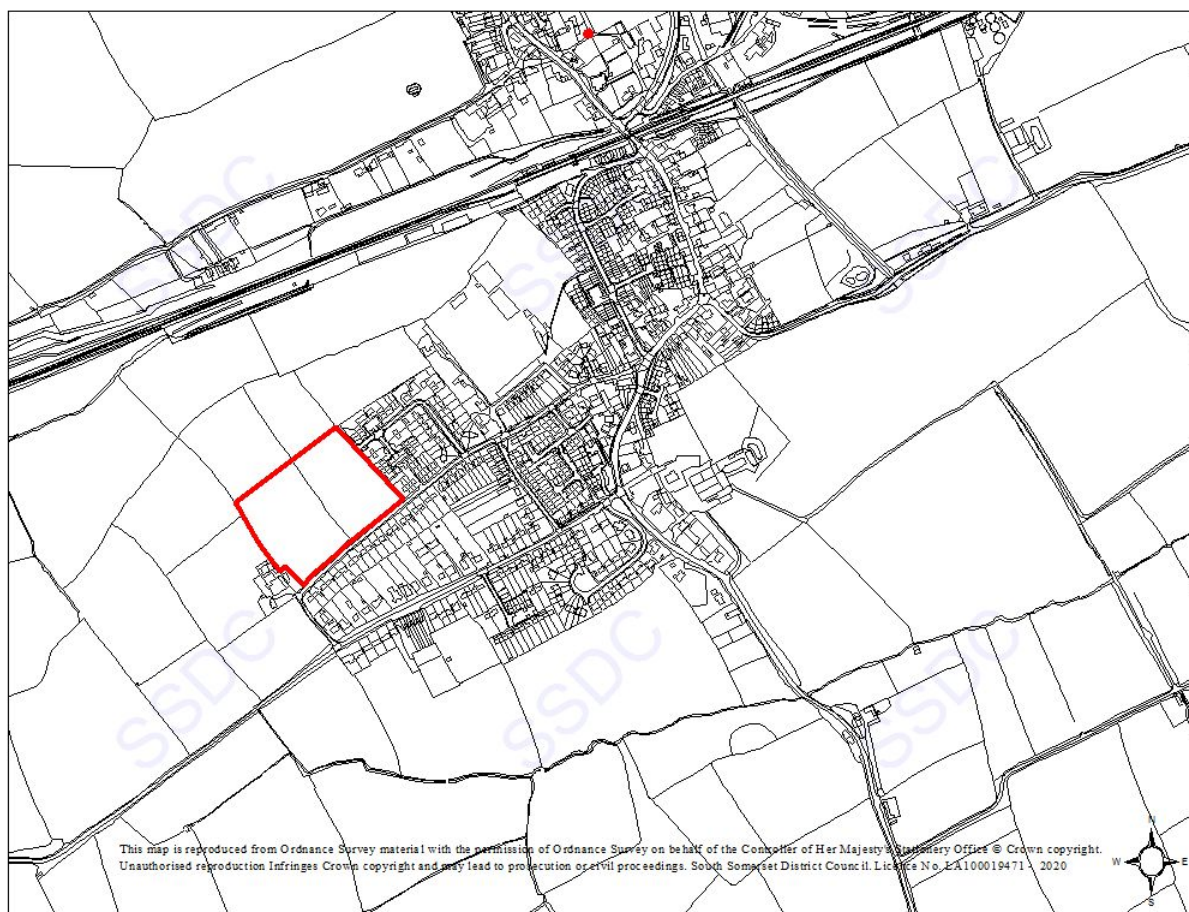 SSDC SSDC SSDC
SSDC SSDC SSDC
This map is reproduced from Ordnance Survey material with the permission of Ordnance Survey on behalf of the Controller of Her Majesty's Stationery Office © Crown copyright.
Unauthorised reproduction Infringes Crown copyright and may lead to prosecution or civil proceedings. South Somerset District Council. Licence No. LA100019471 - 2020
N
W E
S